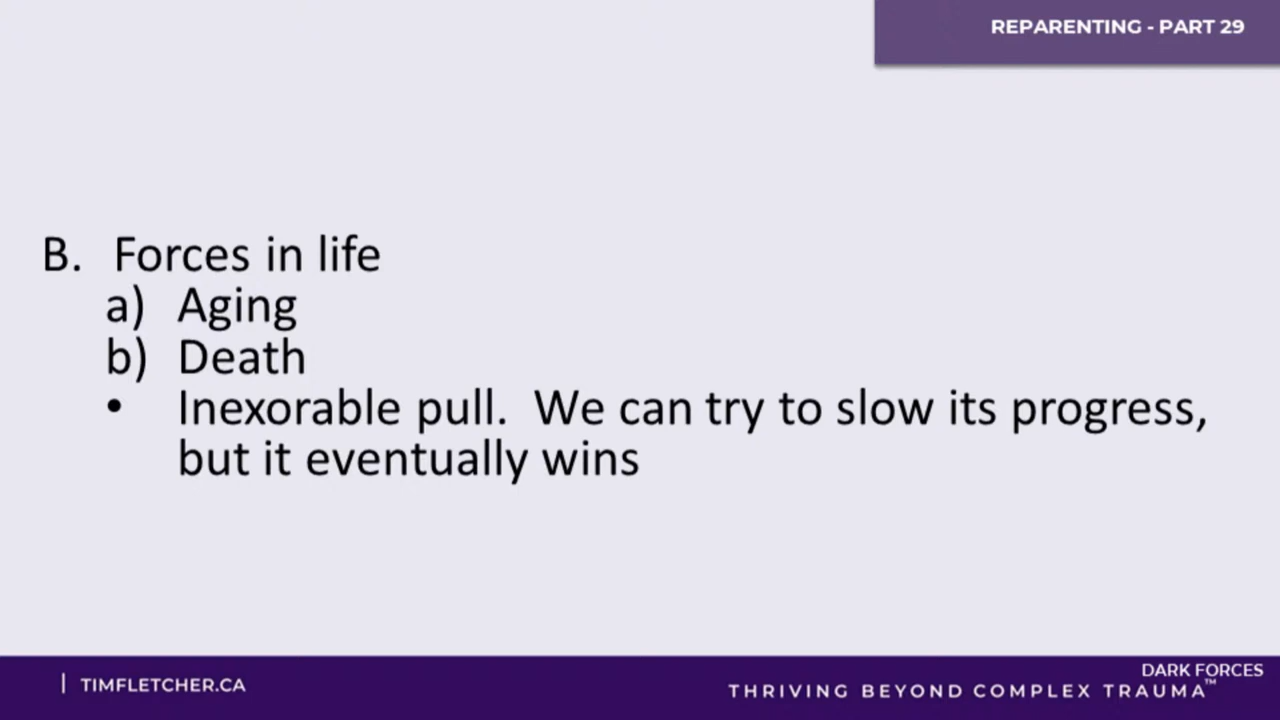 REPARENTING - PART 29
B. Forces in life
a) Aging
b) Death
• Inexorable pull.  We can try to slow its progress,
but it eventually wins
| TIMFLETCHER.CA
DARK FORCES
THRIVING BEYOND COMPLEX TRAUMA™